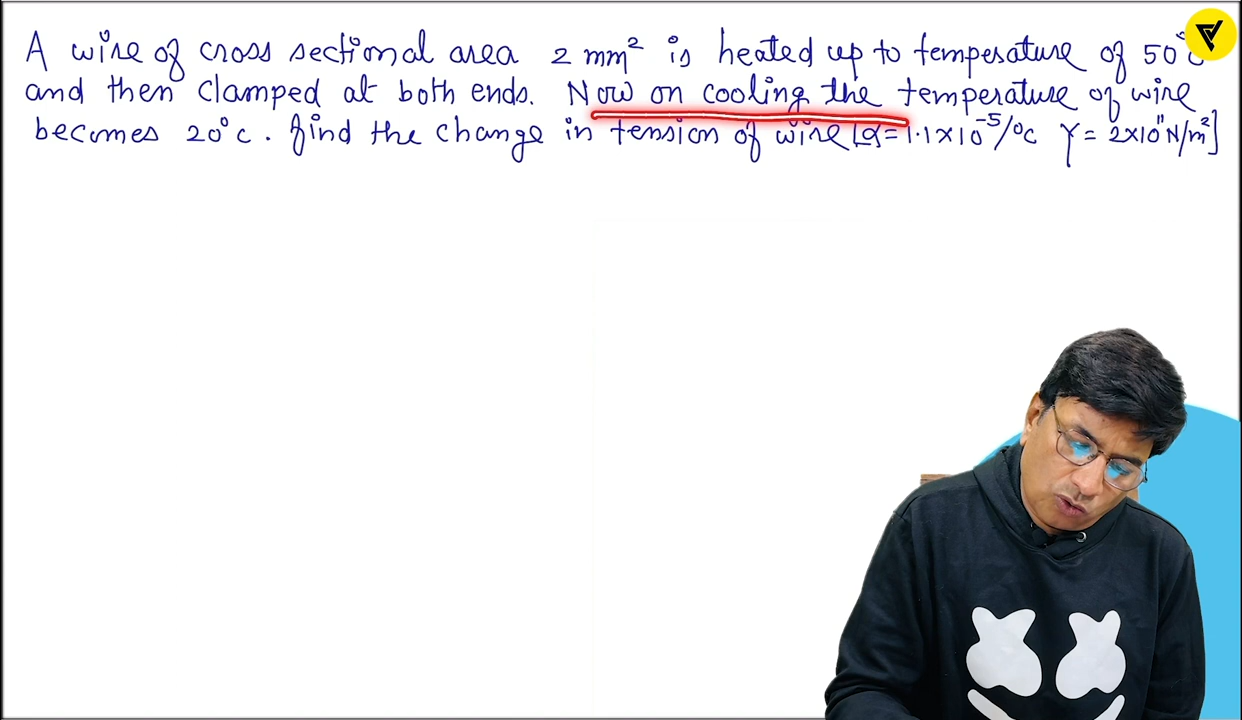 A wire of cross sectional area 2 mm² is heated up to temperature of 50°C
and then clamped at both ends. Now on cooling the temperature of wire
becomes 20°C. find the change in tension of wire [α=1.1×10⁻⁵/°C Y = 2×10¹¹N/m²]